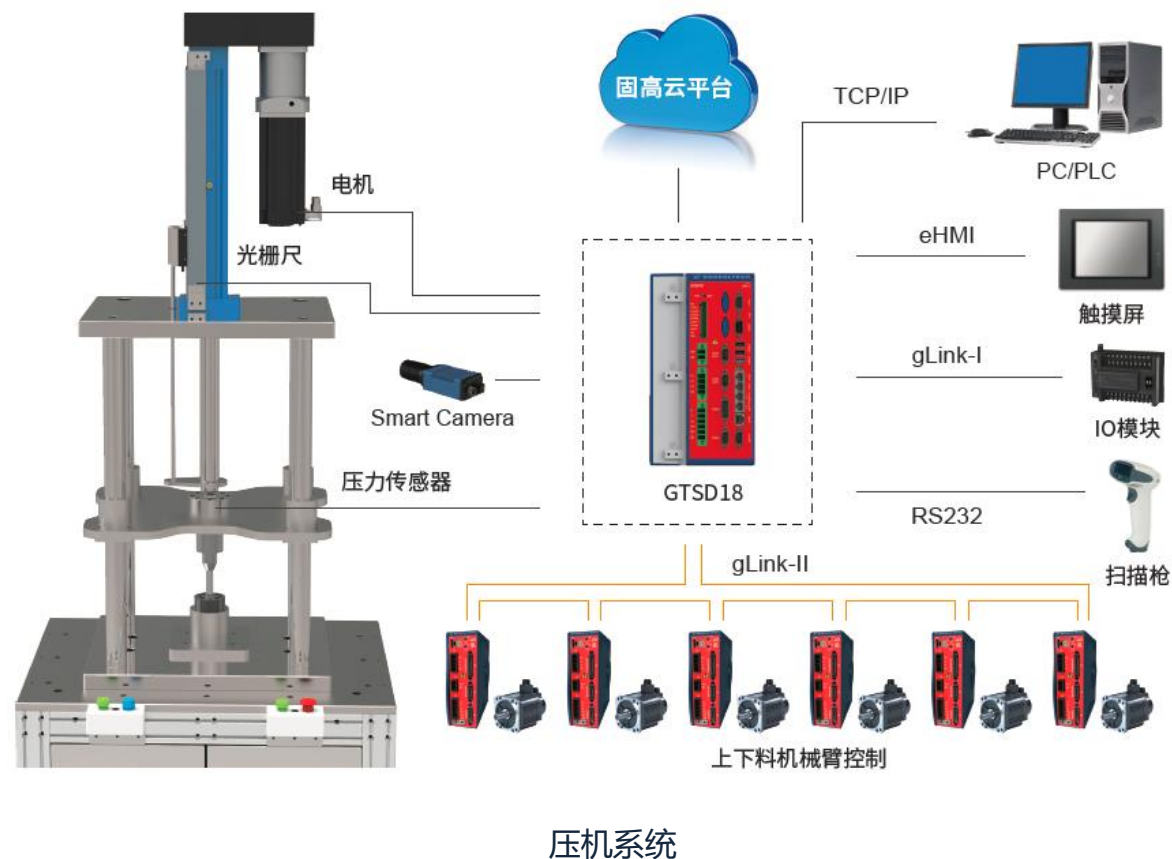 固高云平台
TCP/IP
PC/PLC
电机
eHMI
光栅尺
触摸屏
gLink-I
Smart Camera
IO模块
压力传感器
GTSD18
RS232
gLink-II
扫描枪
上下料机械臂控制
压机系统